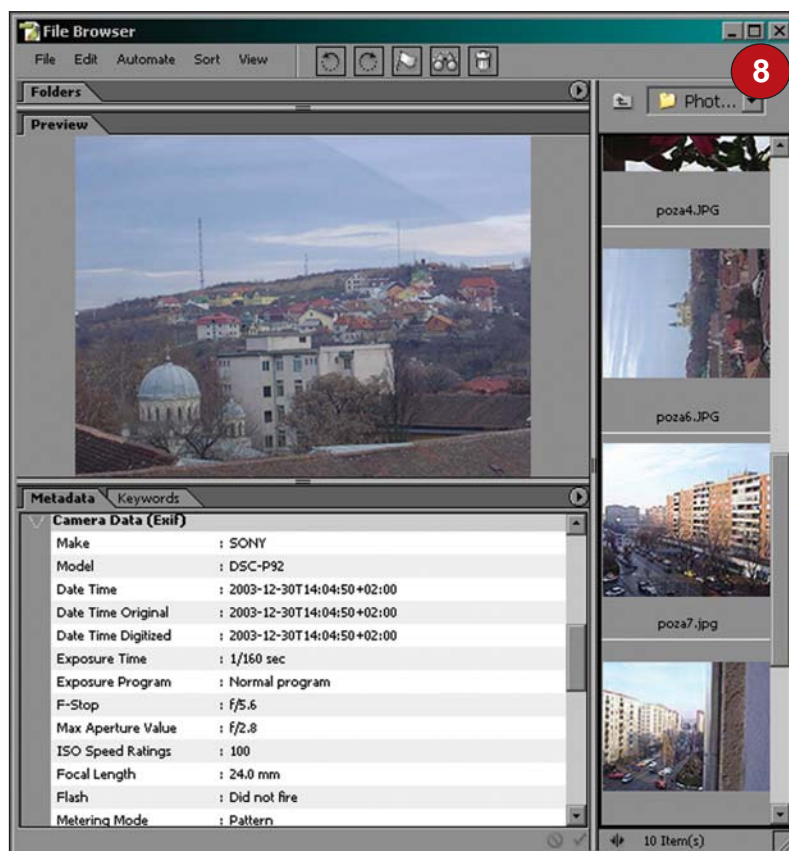 File Browser
File Edit Automate Sort View
8
Folders
Phot...
Preview
poza4.JPG
poza6.JPG
poza7.jpg
Metadata Keywords
Camera Data (Exif)
Make : SONY
Model : DSC-P92
Date Time : 2003-12-30T14:04:50+02:00
Date Time Original : 2003-12-30T14:04:50+02:00
Date Time Digitized : 2003-12-30T14:04:50+02:00
Exposure Time : 1/160 sec
Exposure Program : Normal program
F-Stop : f/5.6
Max Aperture Value : f/2.8
ISO Speed Ratings : 100
Focal Length : 24.0 mm
Flash : Did not fire
Metering Mode : Pattern
10 Item(s)